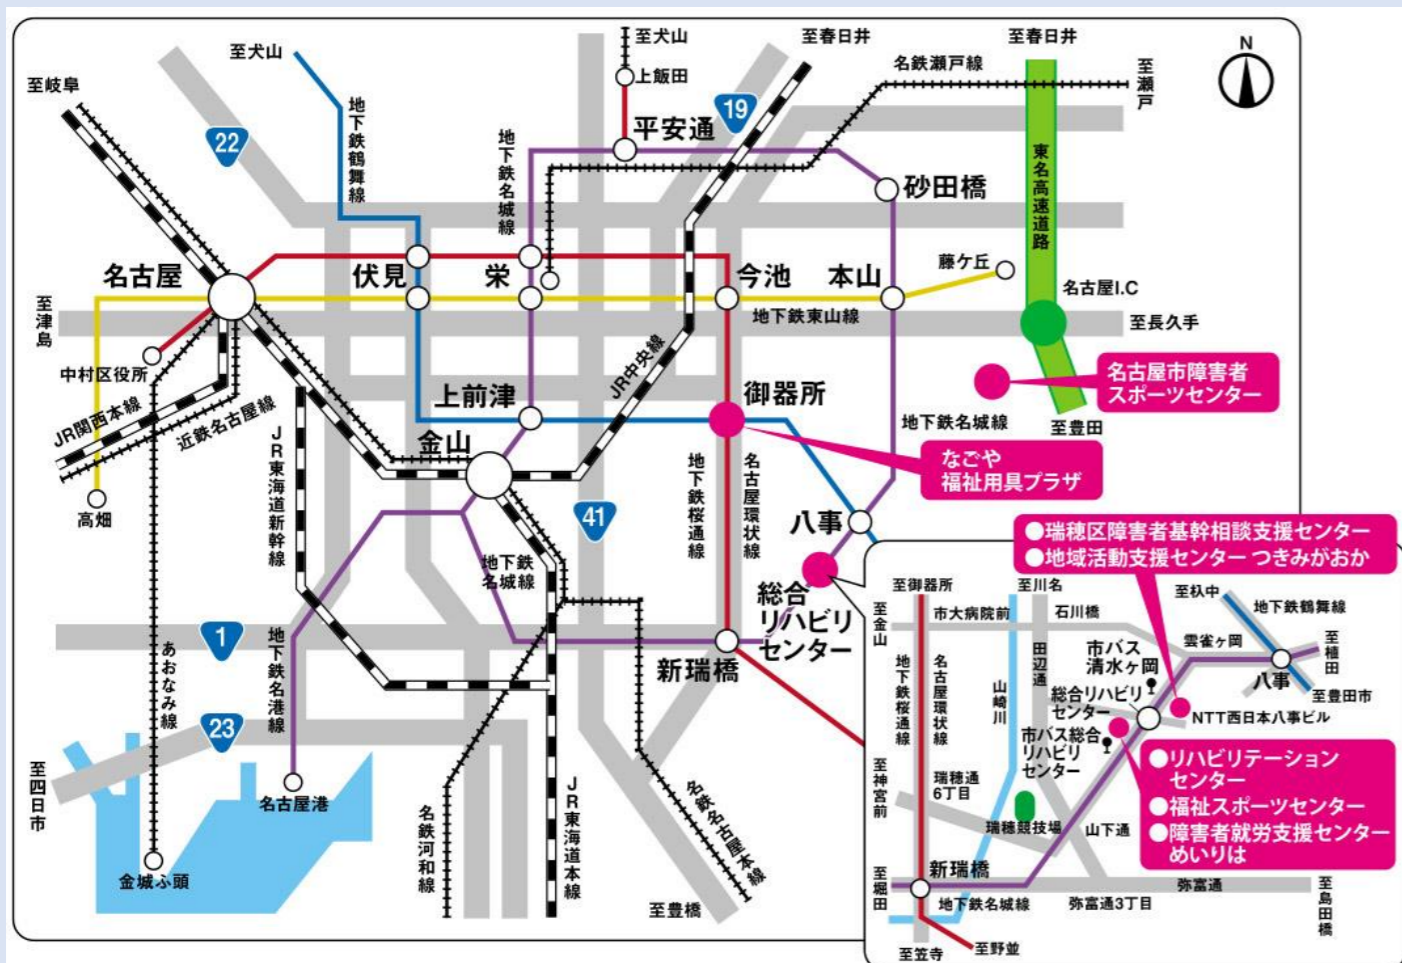 至犬山
至犬山
至春日井
至春日井
名鉄瀬戸線
至瀬戸
N
至岐阜
上飯田
22
地下鉄鶴舞線
地下鉄名城線
平安通
19
東名高速道路
砂田橋
名古屋
伏見
栄
今池
本山
藤ケ丘
名古屋I.C
至津島
地下鉄東山線
至長久手
中村区役所
JR関西本線
近鉄名古屋線
上前津
JR中央線
御器所
名古屋市障害者
スポーツセンター
至豊田
地下鉄名城線
金山
なごや
福祉用具プラザ
高畑
JR東海道新幹線
41
地下鉄桜通線
名古屋環状線
八事
地下鉄
名城線
総合
リハビリ
センター
新瑞橋
1
あおなみ線
地下鉄名港線
23
至四日市
名古屋港
金城ふ頭
名鉄河和線
JR東海道本線
名鉄名古屋本線
至豊橋
●瑞穂区障害者基幹相談支援センター
●地域活動支援センター つきみがおか
至御器所
至川名
至杁中
地下鉄鶴舞線
至金山
市大病院前
石川橋
雲雀ヶ岡
至植田
地下鉄桜通線
名古屋環状線
山崎川
田辺通
市バス
清水ヶ岡
八事
至豊田市
総合リハビリ
センター
NTT西日本八事ビル
市バス総合
リハビリ
センター
●リハビリテーション
センター
●福祉スポーツセンター
●障害者就労支援センター
めいりは
至神宮前
瑞穂通
6丁目
瑞穂競技場
山下通
新瑞橋
至堀田
地下鉄名城線
弥富通3丁目
弥富通
至島田橋
至笠寺
至野並